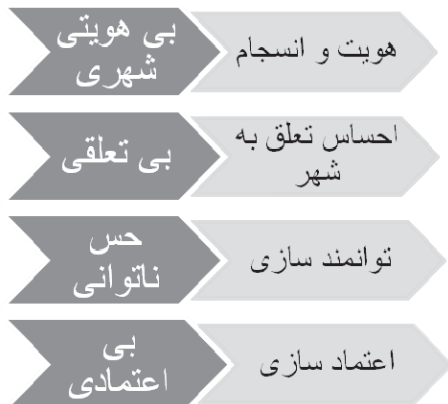 بی هویتی
شهری
هویت و انسجام
بی تعلقی
احساس تعلق به
شهر
حس
ناتوانی
توانمند سازی
بی
اعتمادی
اعتماد سازی